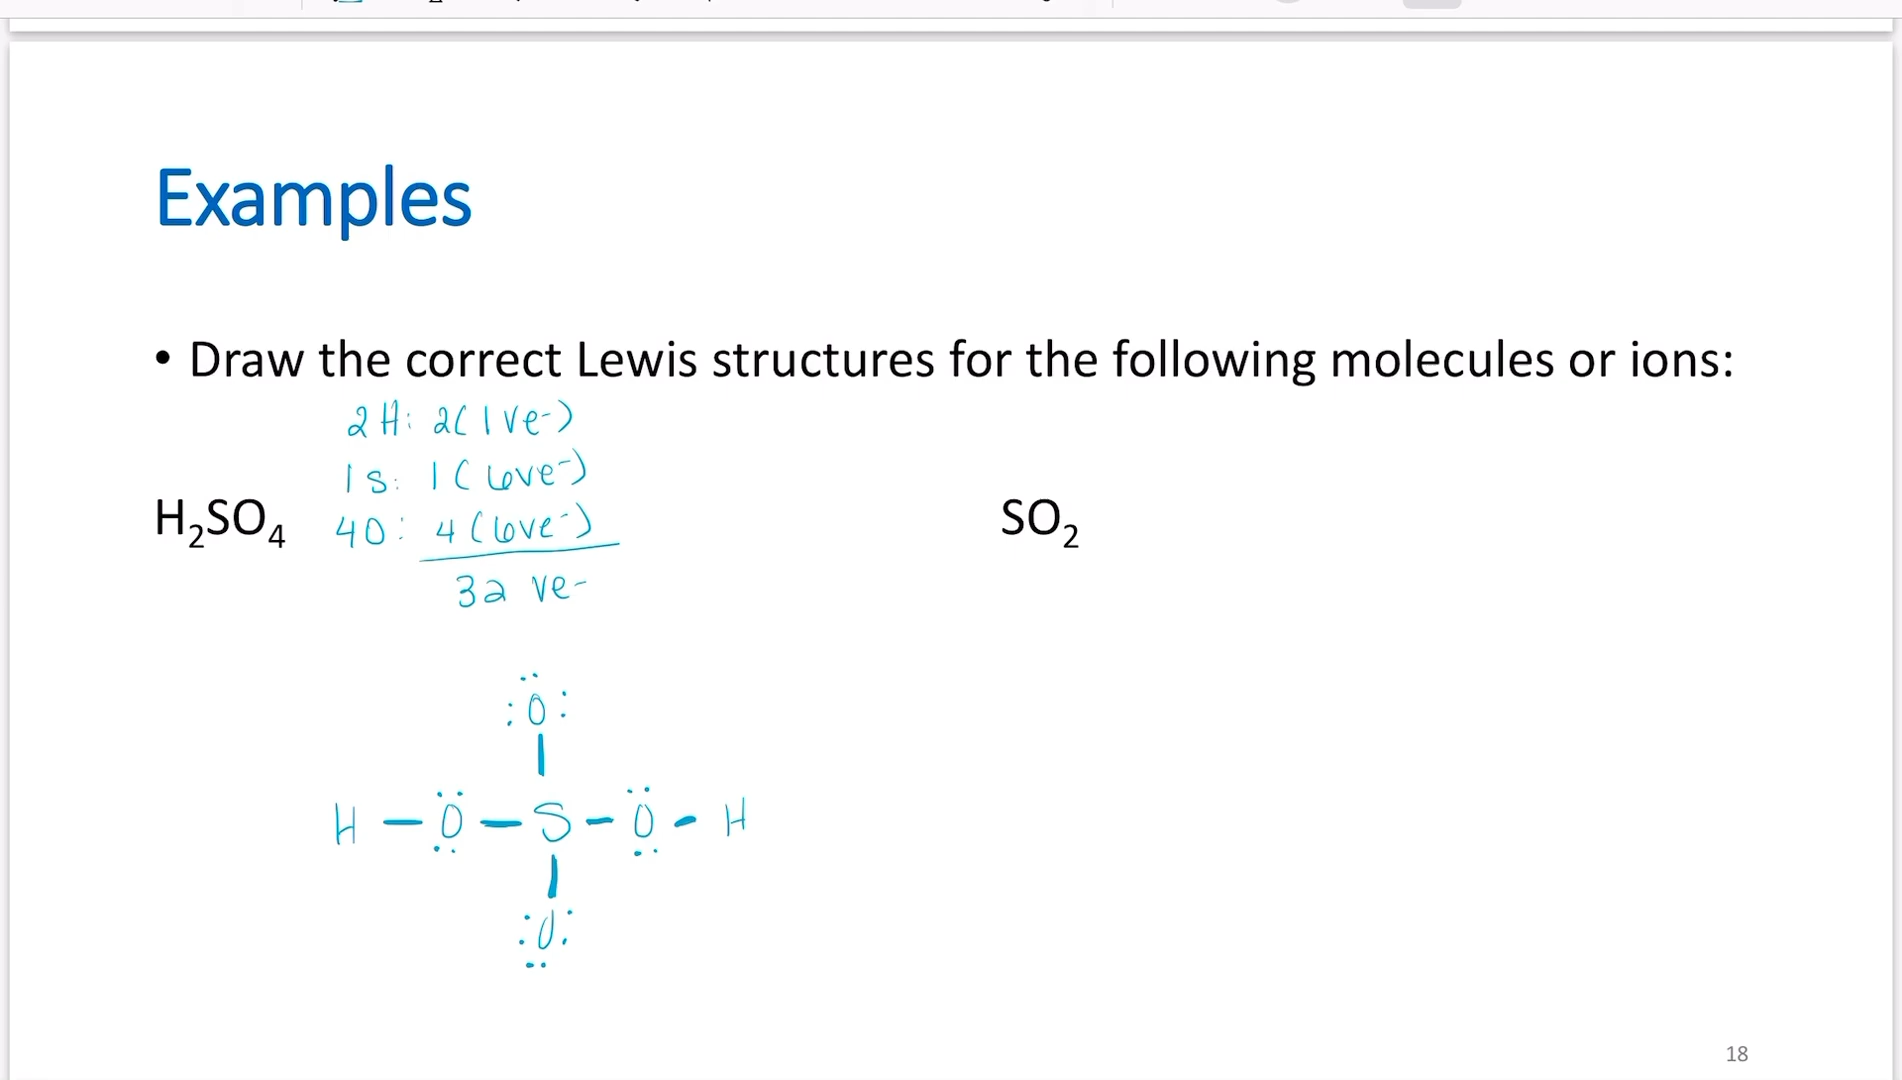 Examples
• Draw the correct Lewis structures for the following molecules or ions:
2H: 2(1ve-)
1S: 1(6ve-)
H₂SO₄
4O: 4(6ve-)
SO₂
32 ve-
O
H - O - S - O - H
O
18